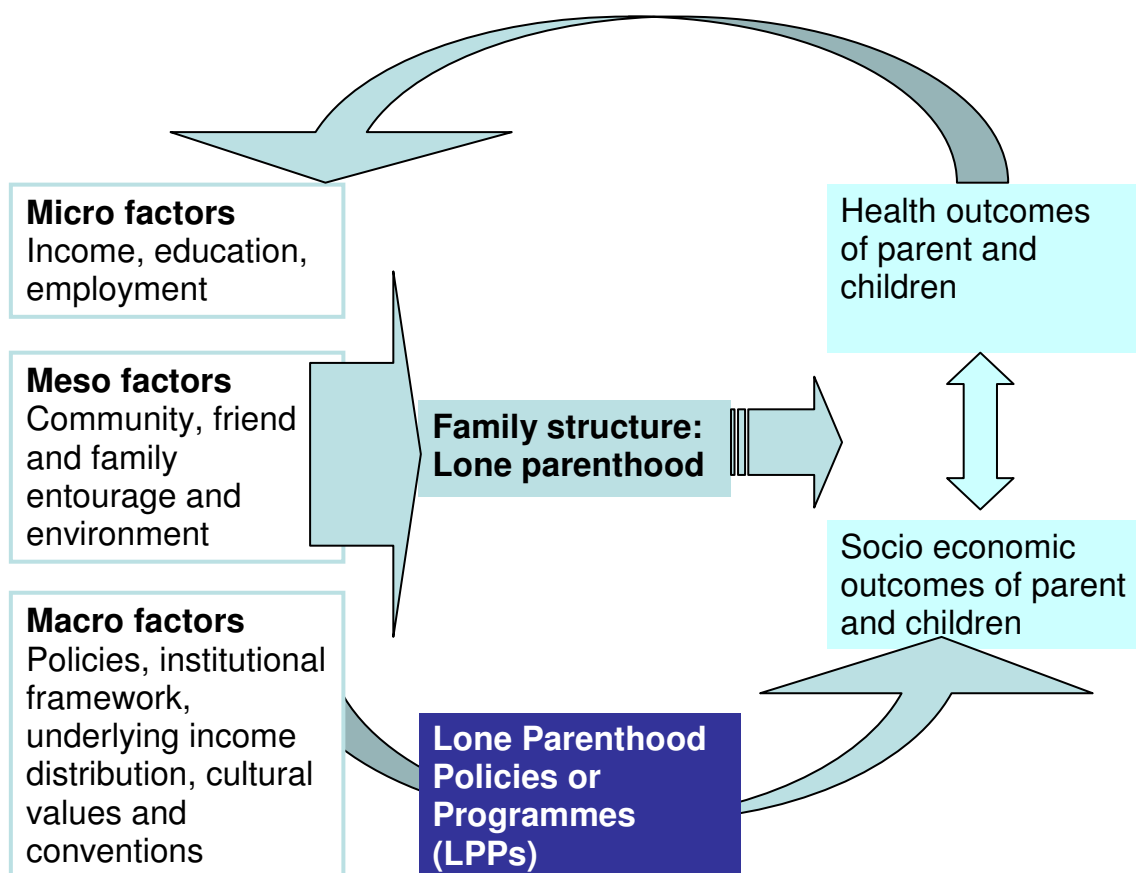 Micro factors
Income, education,
employment
Meso factors
Community, friend
and family
entourage and
environment
Macro factors
Policies, institutional
framework,
underlying income
distribution, cultural
values and
conventions
Family structure:
Lone parenthood
Lone Parenthood
Policies or
Programmes
(LPPs)
Health outcomes
of parent and
children
Socio economic
outcomes of parent
and children